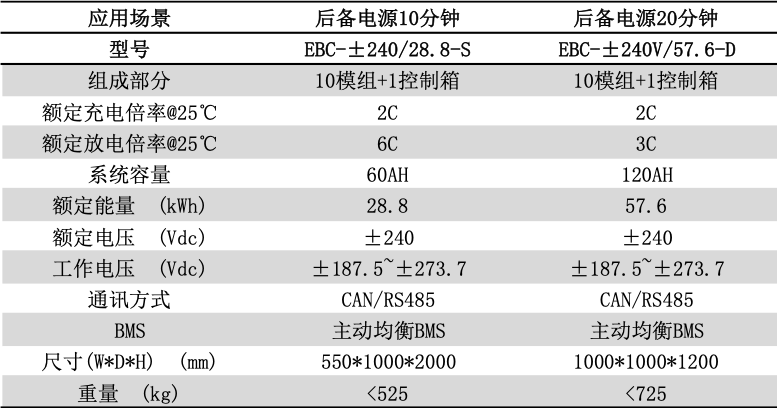 应用场景 后备电源10分钟 后备电源20分钟
型号 EBC-±240/28.8-S EBC-±240V/57.6-D
组成部分 10模组+1控制箱 10模组+1控制箱
额定充电倍率@25℃ 2C 2C
额定放电倍率@25℃ 6C 3C
系统容量 60AH 120AH
额定能量 (kWh) 28.8 57.6
额定电压 (Vdc) ±240 ±240
工作电压 (Vdc) ±187.5~±273.7 ±187.5~±273.7
通讯方式 CAN/RS485 CAN/RS485
BMS 主动均衡BMS 主动均衡BMS
尺寸(W*D*H) (mm) 550*1000*2000 1000*1000*1200
重量 (kg) <525 <725